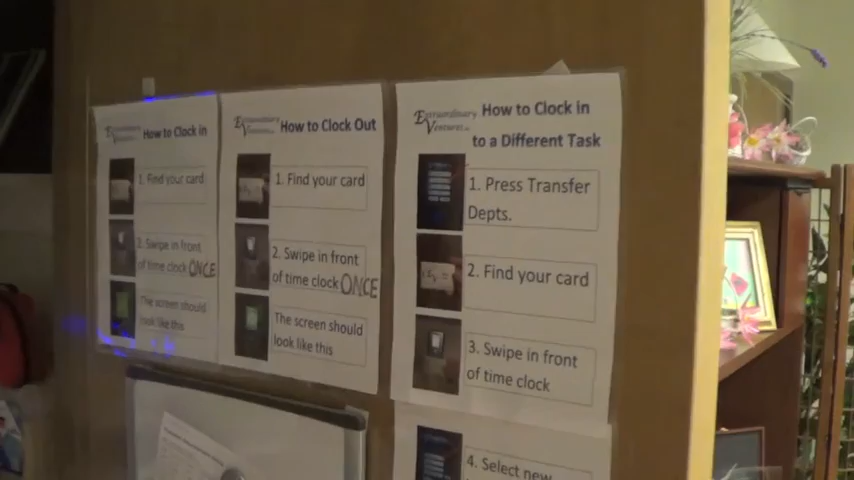 Extraordinary
Ventures
How to Clock in
1. Find your card
2. Swipe in front
of time clock ONCE
The screen should
look like this
Extraordinary
Ventures
How to Clock Out
1. Find your card
2. Swipe in front
of time clock ONCE
The screen should
look like this
Extraordinary
Ventures
How to Clock in
to a Different Task
1. Press Transfer
Depts.
2. Find your card
3. Swipe in front
of time clock
4. Select new